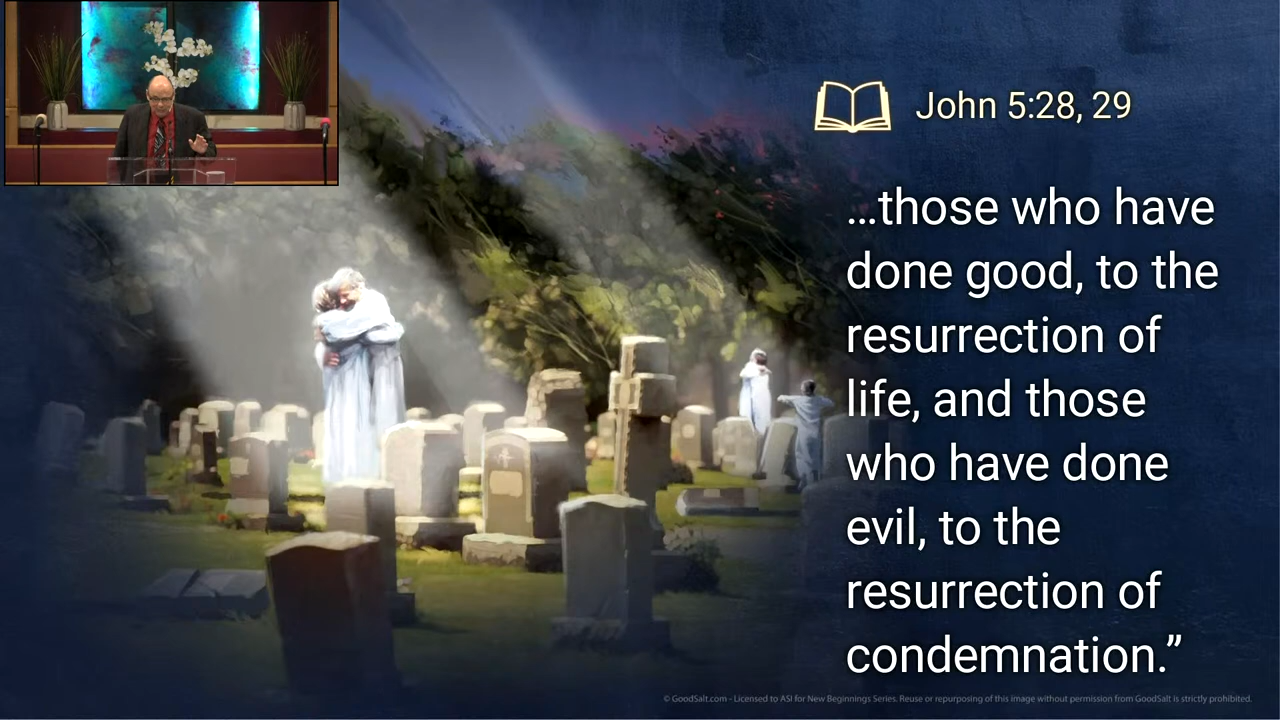 John 5:28, 29
…those who have
done good, to the
resurrection of
life, and those
who have done
evil, to the
resurrection of
condemnation.”
© GoodSalt.com - Licensed to ASI for New Beginnings Series. Reuse or repurposing of this image without permission from GoodSalt is strictly prohibited.